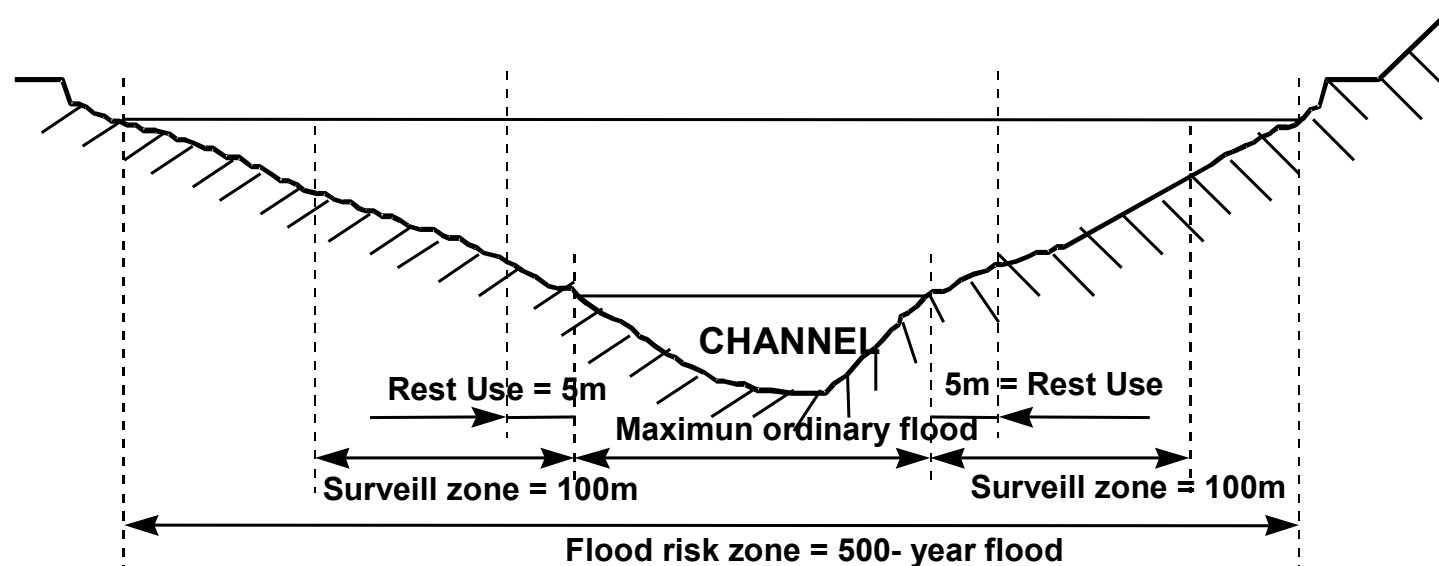 CHANNEL
Rest Use = 5m
5m = Rest Use
Maximun ordinary flood
Surveill zone = 100m
Surveill zone = 100m
Flood risk zone = 500- year flood